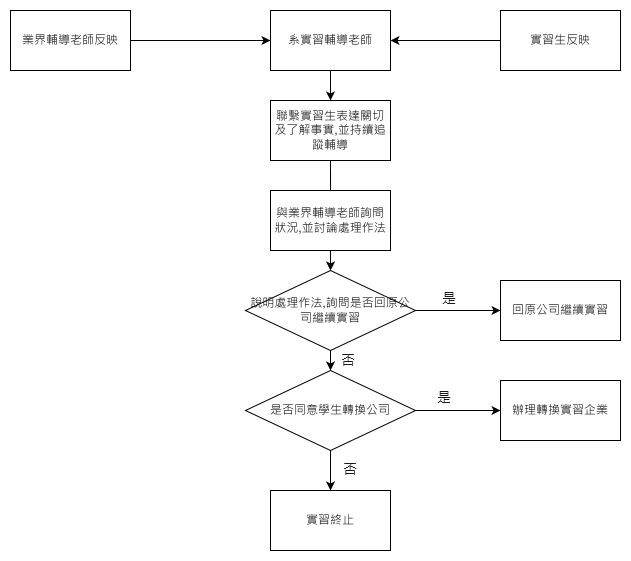 業界輔導老師反映
系實習輔導老師
實習生反映
聯繫實習生表達關切
及了解事實,並持續追
蹤輔導
與業界輔導老師詢問
狀況,並討論處理作法
說明處理作法,詢問是否回原公
司繼續實習
是
回原公司繼續實習
否
是否同意學生轉換公司
是
辦理轉換實習企業
否
實習終止